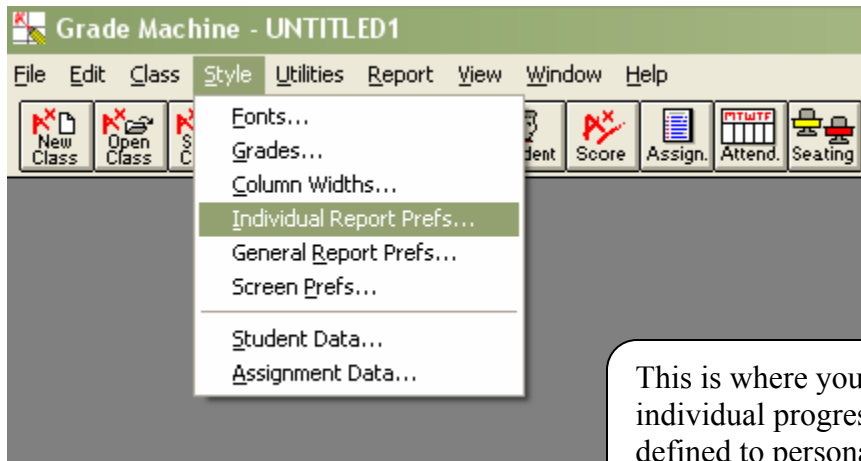 Grade Machine - UNTITLED1
File Edit Class Style Utilities Report View Window Help
New Class Open Class Score Assign. MTWTF Attend. Seating
Fonts...
Grades...
Column Widths...
Individual Report Prefs...
General Report Prefs...
Screen Prefs...
Student Data...
Assignment Data...
This is where you
individual progres
defined to persona